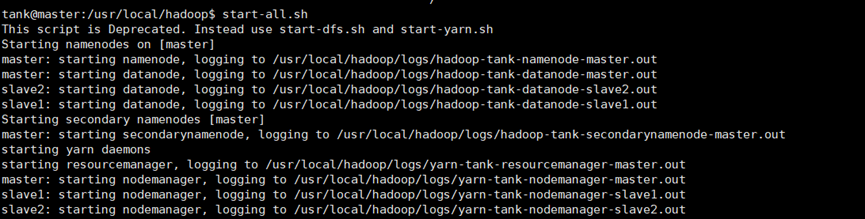 tank@master:/usr/local/hadoop$ start-all.sh
This script is Deprecated. Instead use start-dfs.sh and start-yarn.sh
Starting namenodes on [master]
master: starting namenode, logging to /usr/local/hadoop/logs/hadoop-tank-namenode-master.out
master: starting datanode, logging to /usr/local/hadoop/logs/hadoop-tank-datanode-master.out
slave2: starting datanode, logging to /usr/local/hadoop/logs/hadoop-tank-datanode-slave2.out
slave1: starting datanode, logging to /usr/local/hadoop/logs/hadoop-tank-datanode-slave1.out
Starting secondary namenodes [master]
master: starting secondarynamenode, logging to /usr/local/hadoop/logs/hadoop-tank-secondarynamenode-master.out
starting yarn daemons
starting resourcemanager, logging to /usr/local/hadoop/logs/yarn-tank-resourcemanager-master.out
master: starting nodemanager, logging to /usr/local/hadoop/logs/yarn-tank-nodemanager-master.out
slave1: starting nodemanager, logging to /usr/local/hadoop/logs/yarn-tank-nodemanager-slave1.out
slave2: starting nodemanager, logging to /usr/local/hadoop/logs/yarn-tank-nodemanager-slave2.out